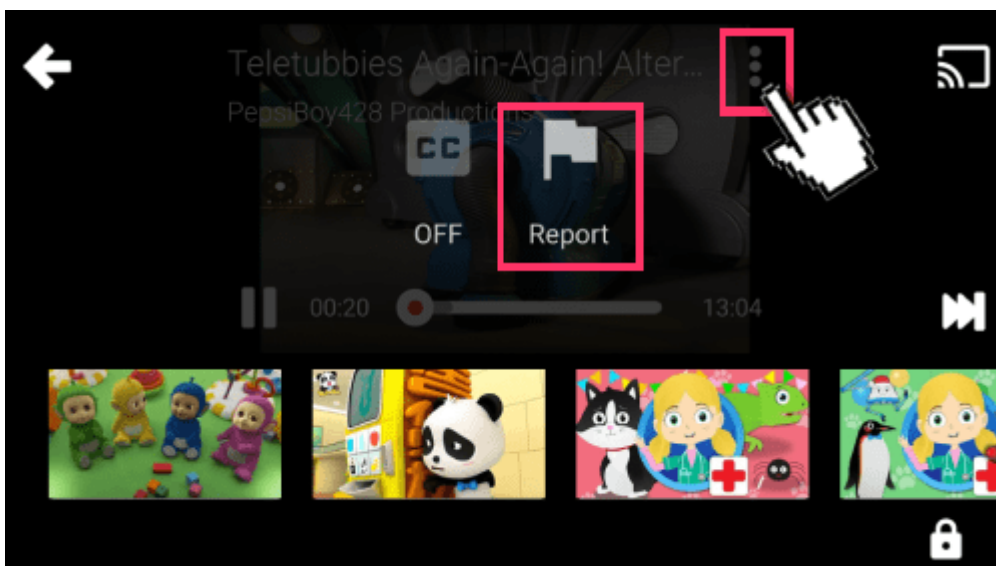 Teletubbies Again-Again! Alter...
PepsiBoy428 Productions
CC
OFF
Report
00:20
13:04